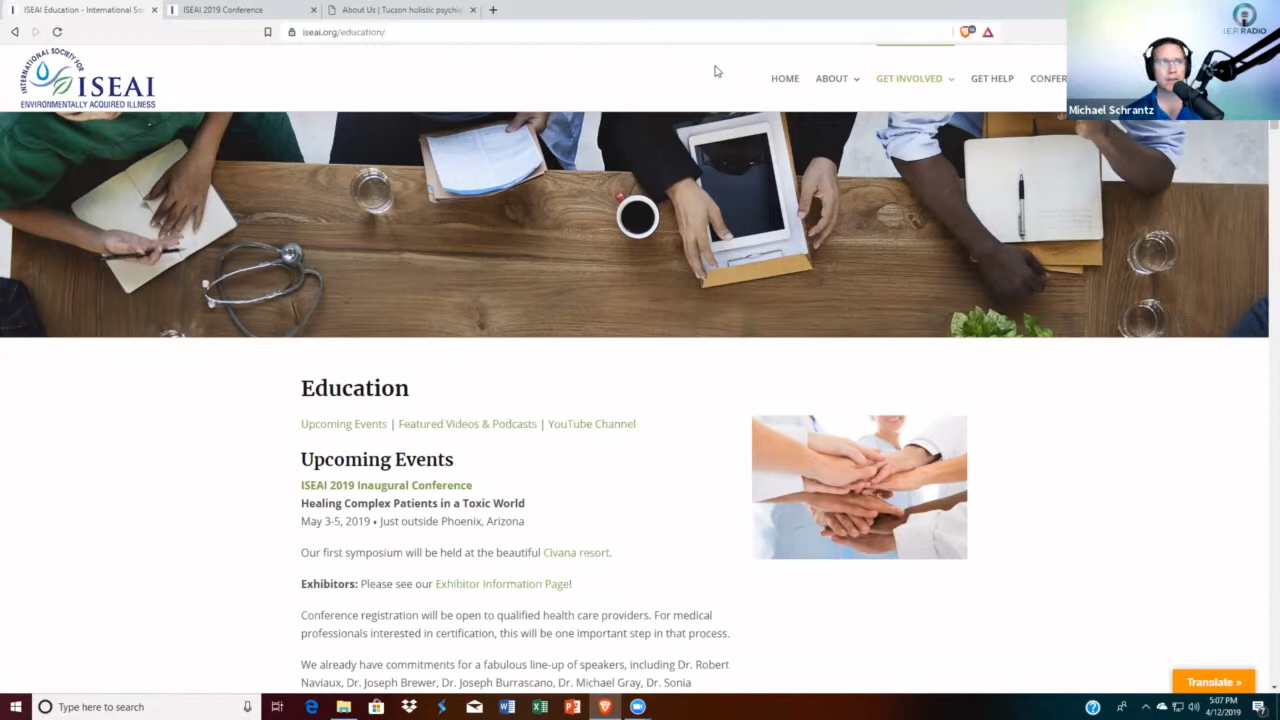 ISEAI Education - International So
ISEAI 2019 Conference
About Us | Tucson holistic psychia
iseai.org/education/
INTERNATIONAL SOCIETY FOR
ISEAI
ENVIRONMENTALLY ACQUIRED ILLNESS
HOME
ABOUT
GET INVOLVED
GET HELP
CONFER
I.E.P. RADIO
Michael Schrantz
Education
Upcoming Events | Featured Videos & Podcasts | YouTube Channel
Upcoming Events
ISEAI 2019 Inaugural Conference
Healing Complex Patients in a Toxic World
May 3-5, 2019 • Just outside Phoenix, Arizona
Our first symposium will be held at the beautiful Civana resort.
Exhibitors: Please see our Exhibitor Information Page!
Conference registration will be open to qualified health care providers. For medical
professionals interested in certification, this will be one important step in that process.
We already have commitments for a fabulous line-up of speakers, including Dr. Robert
Naviaux, Dr. Joseph Brewer, Dr. Joseph Burrascano, Dr. Michael Gray, Dr. Sonia
Translate »
Type here to search
5:07 PM
4/12/2019